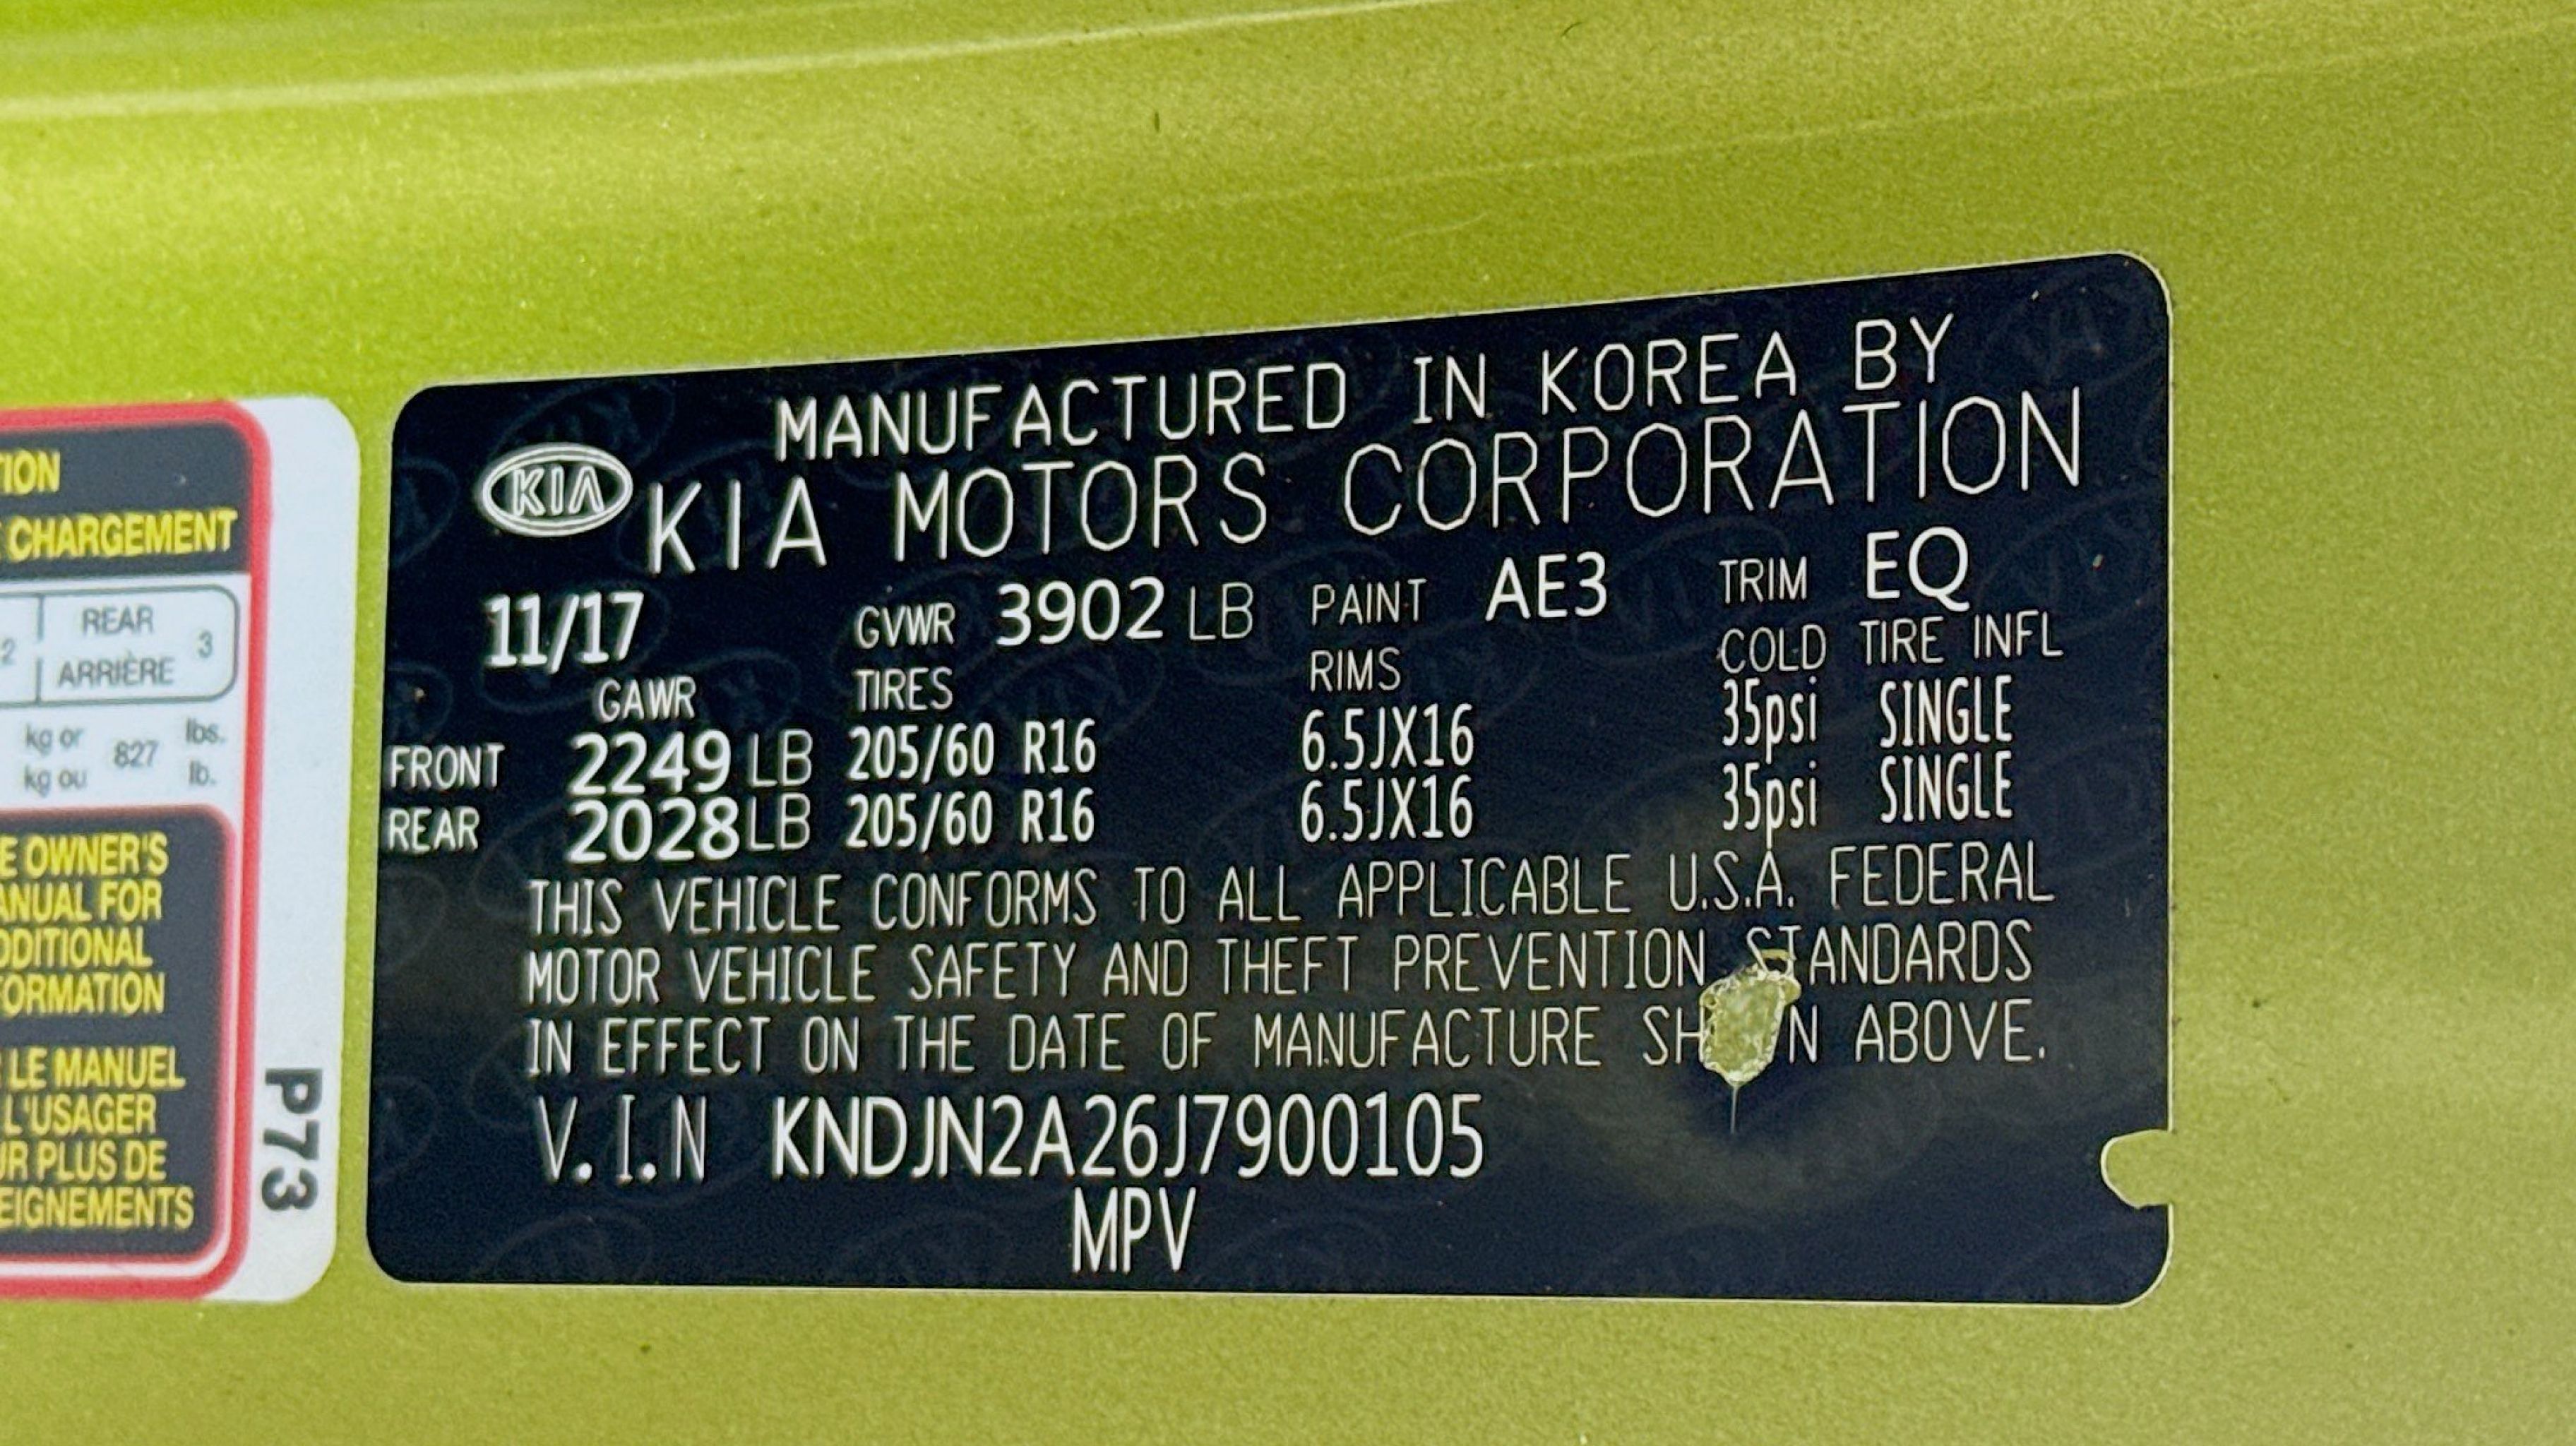 TION
E CHARGEMENT
2 REAR 3
ARRIÈRE
kg or 827 lbs.
kg ou lb.
E OWNER'S
ANUAL FOR
DDITIONAL
FORMATION
LE MANUEL
L'USAGER
UR PLUS DE
EIGNEMENTS
P73
MANUFACTURED IN KOREA BY
KIA KIA MOTORS CORPORATION
11/17 GVWR 3902 LB PAINT AE3 TRIM EQ
GAWR TIRES RIMS COLD TIRE INFL
FRONT 2249 LB 205/60 R16 6.5JX16 35psi SINGLE
REAR 2028 LB 205/60 R16 6.5JX16 35psi SINGLE
THIS VEHICLE CONFORMS TO ALL APPLICABLE U.S.A. FEDERAL
MOTOR VEHICLE SAFETY AND THEFT PREVENTION STANDARDS
IN EFFECT ON THE DATE OF MANUFACTURE SH N ABOVE.
V.I.N KNDJN2A26J7900105
MPV